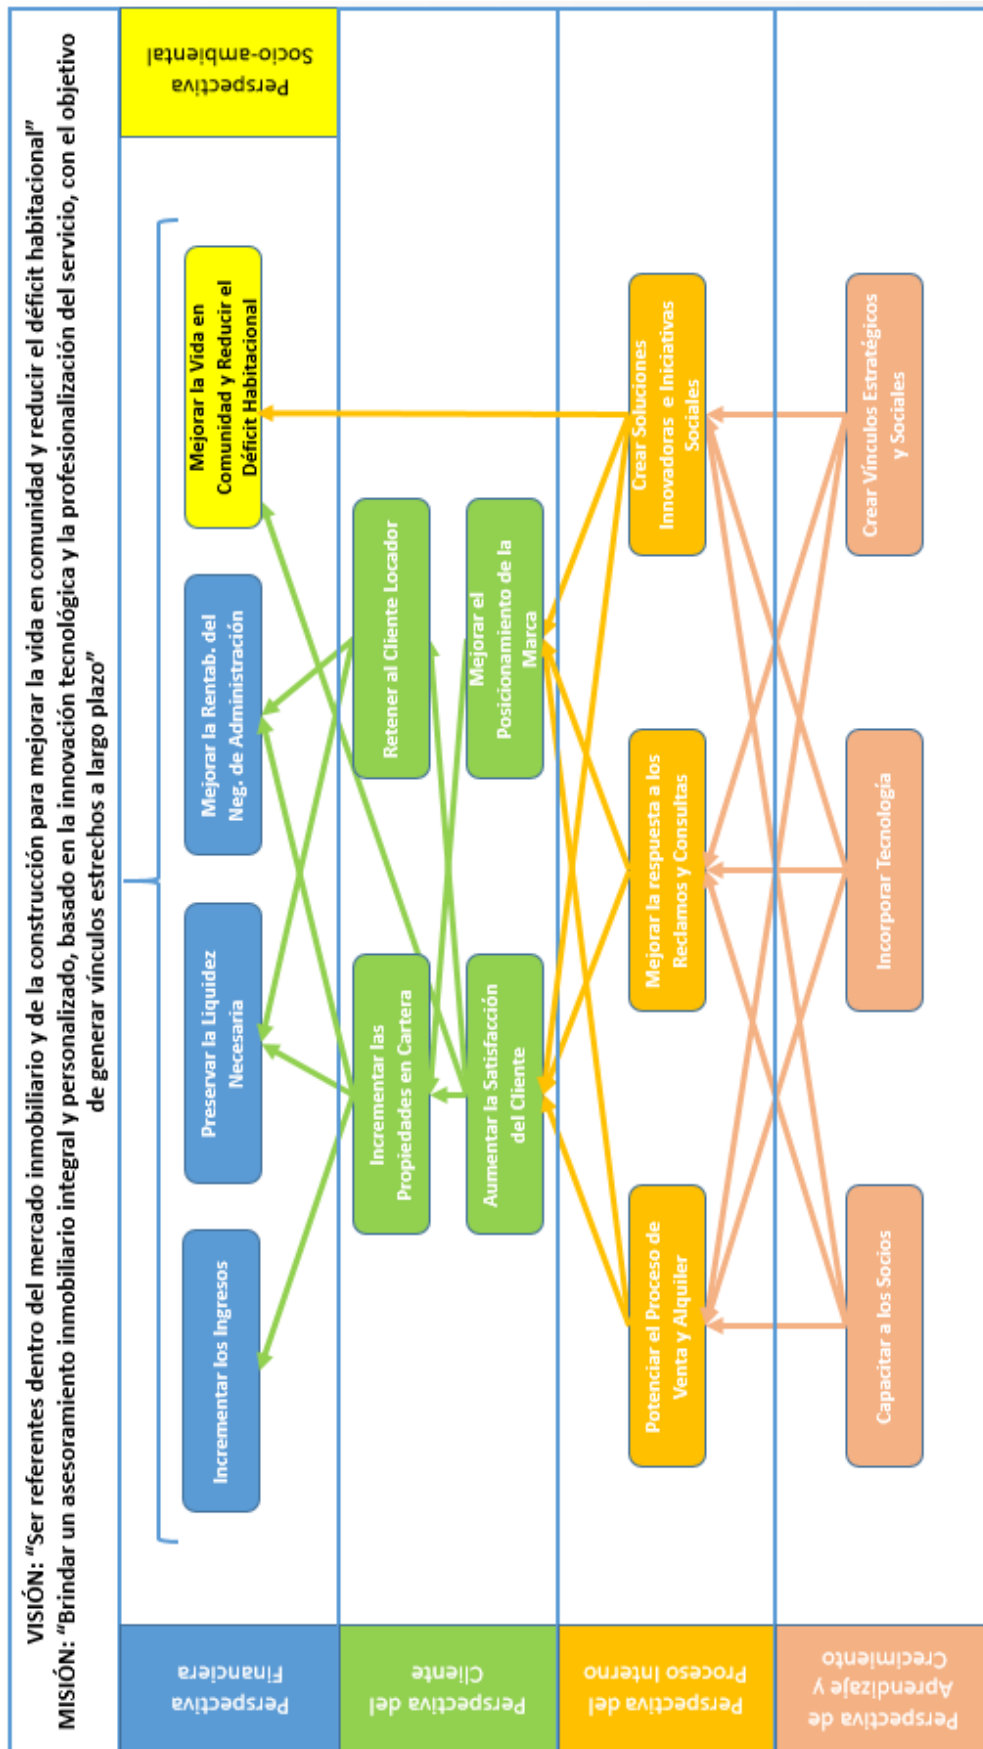 VISIÓN: “Ser referentes dentro del mercado inmobiliario y de la construcción para mejorar la vida en comunidad y reducir el déficit habitacional”
MISIÓN: “Brindar un asesoramiento inmobiliario integral y personalizado, basado en la innovación tecnológica y la profesionalización del servicio, con el objetivo
de generar vínculos estrechos a largo plazo”
Perspectiva
Financiera
Incrementar los Ingresos
Preservar la Liquidez
Necesaria
Mejorar la Rentab. del
Neg. de Administración
Mejorar la Vida en
Comunidad y Reducir el
Déficit Habitacional
Perspectiva
Socio-ambiental
Perspectiva del
Cliente
Incrementar las
Propiedades en Cartera
Retener al Cliente Locador
Aumentar la Satisfacción
del Cliente
Mejorar el
Posicionamiento de la
Marca
Perspectiva del
Proceso Interno
Potenciar el Proceso de
Venta y Alquiler
Mejorar la respuesta a los
Reclamos y Consultas
Crear Soluciones
Innovadoras e Iniciativas
Sociales
Perspectiva de
Aprendizaje y
Crecimiento
Capacitar a los Socios
Incorporar Tecnología
Crear Vínculos Estratégicos
y Sociales